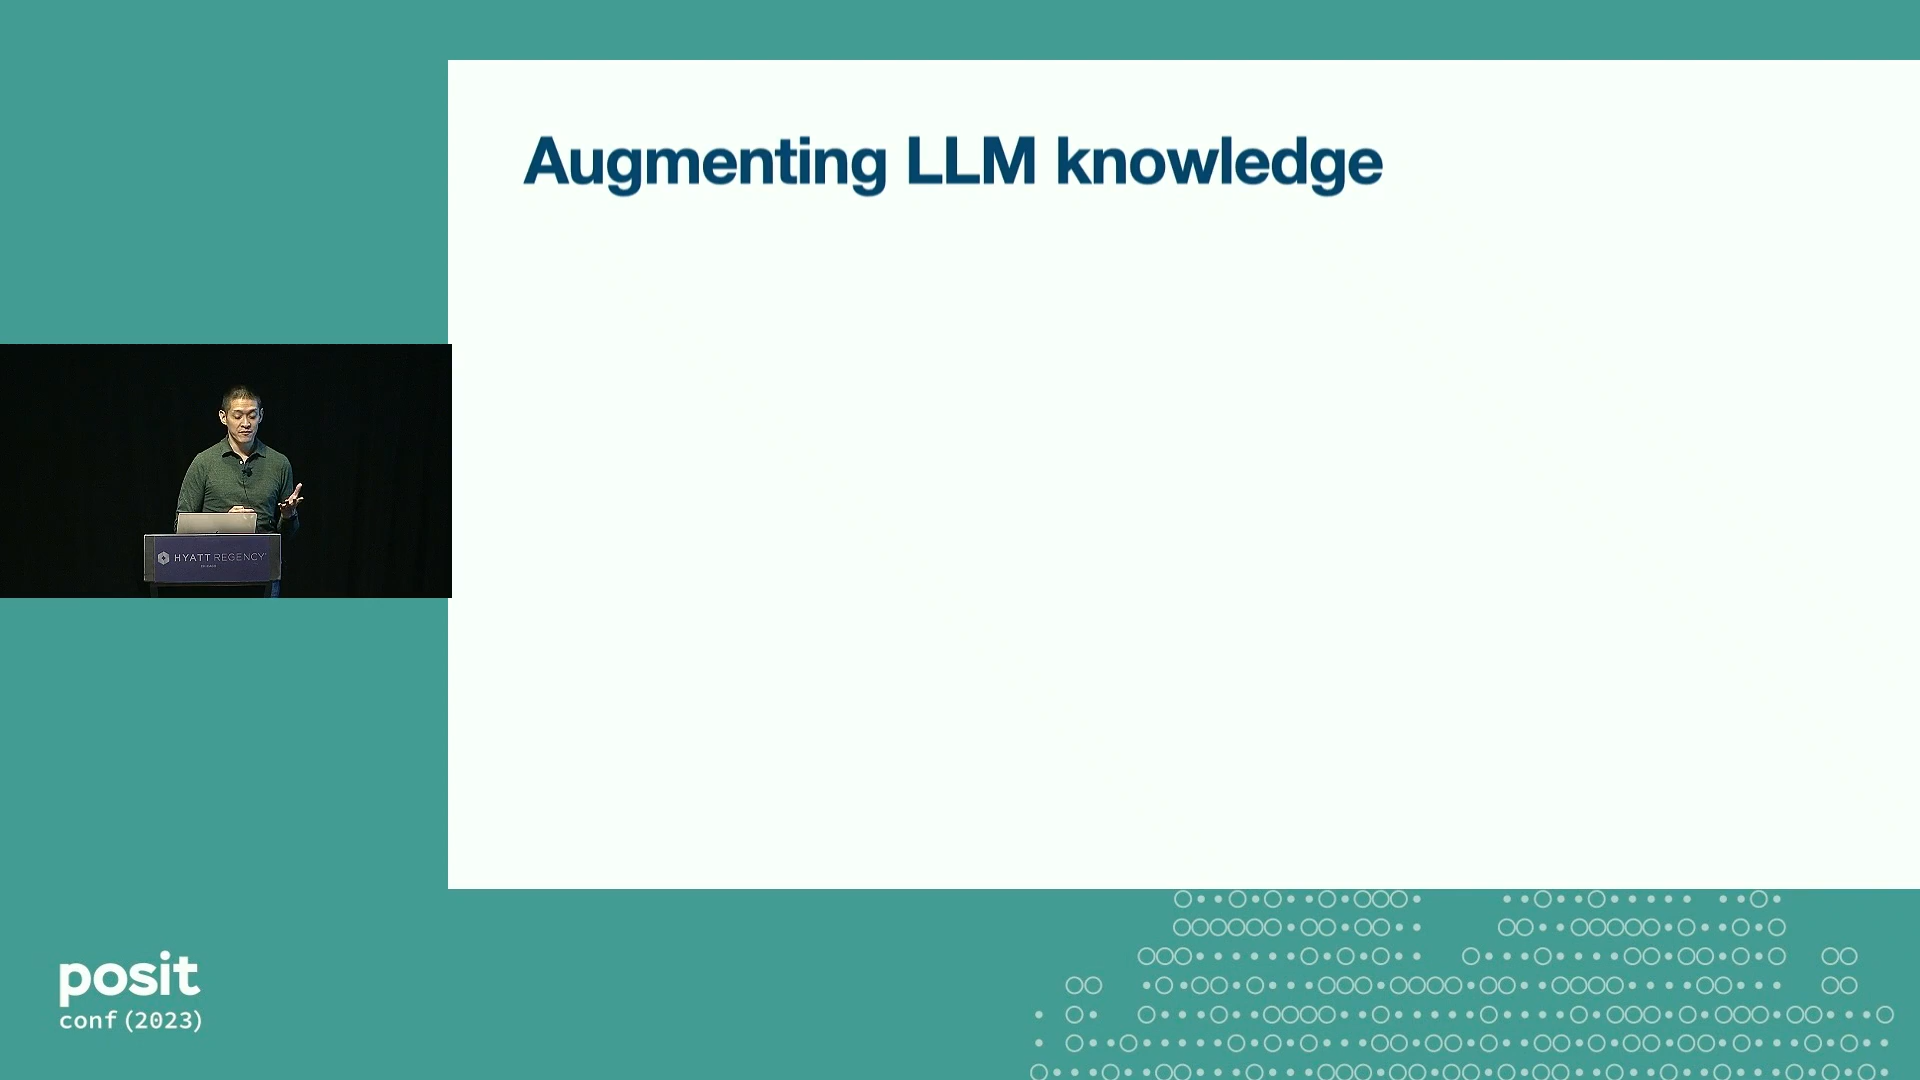 Augmenting LLM knowledge
HYATT REGENCY
posit
conf (2023)